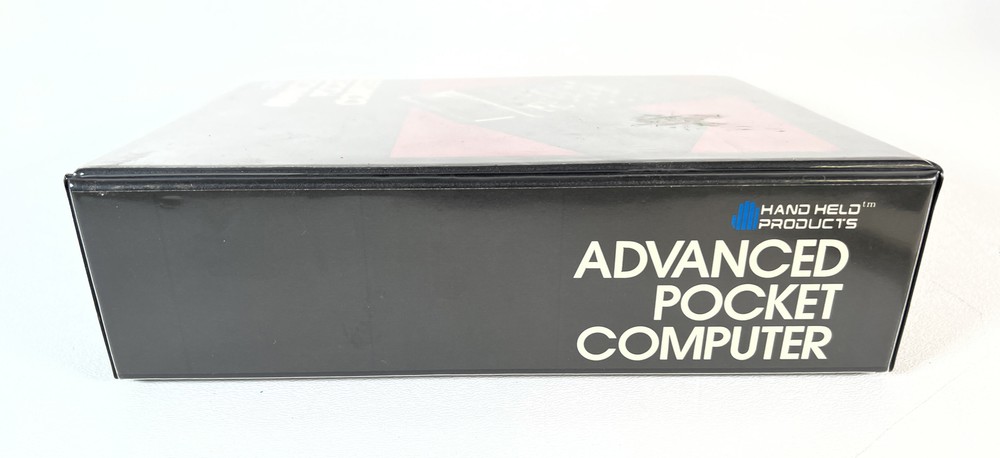 HAND HELD™
PRODUCTS
ADVANCED
POCKET
COMPUTER